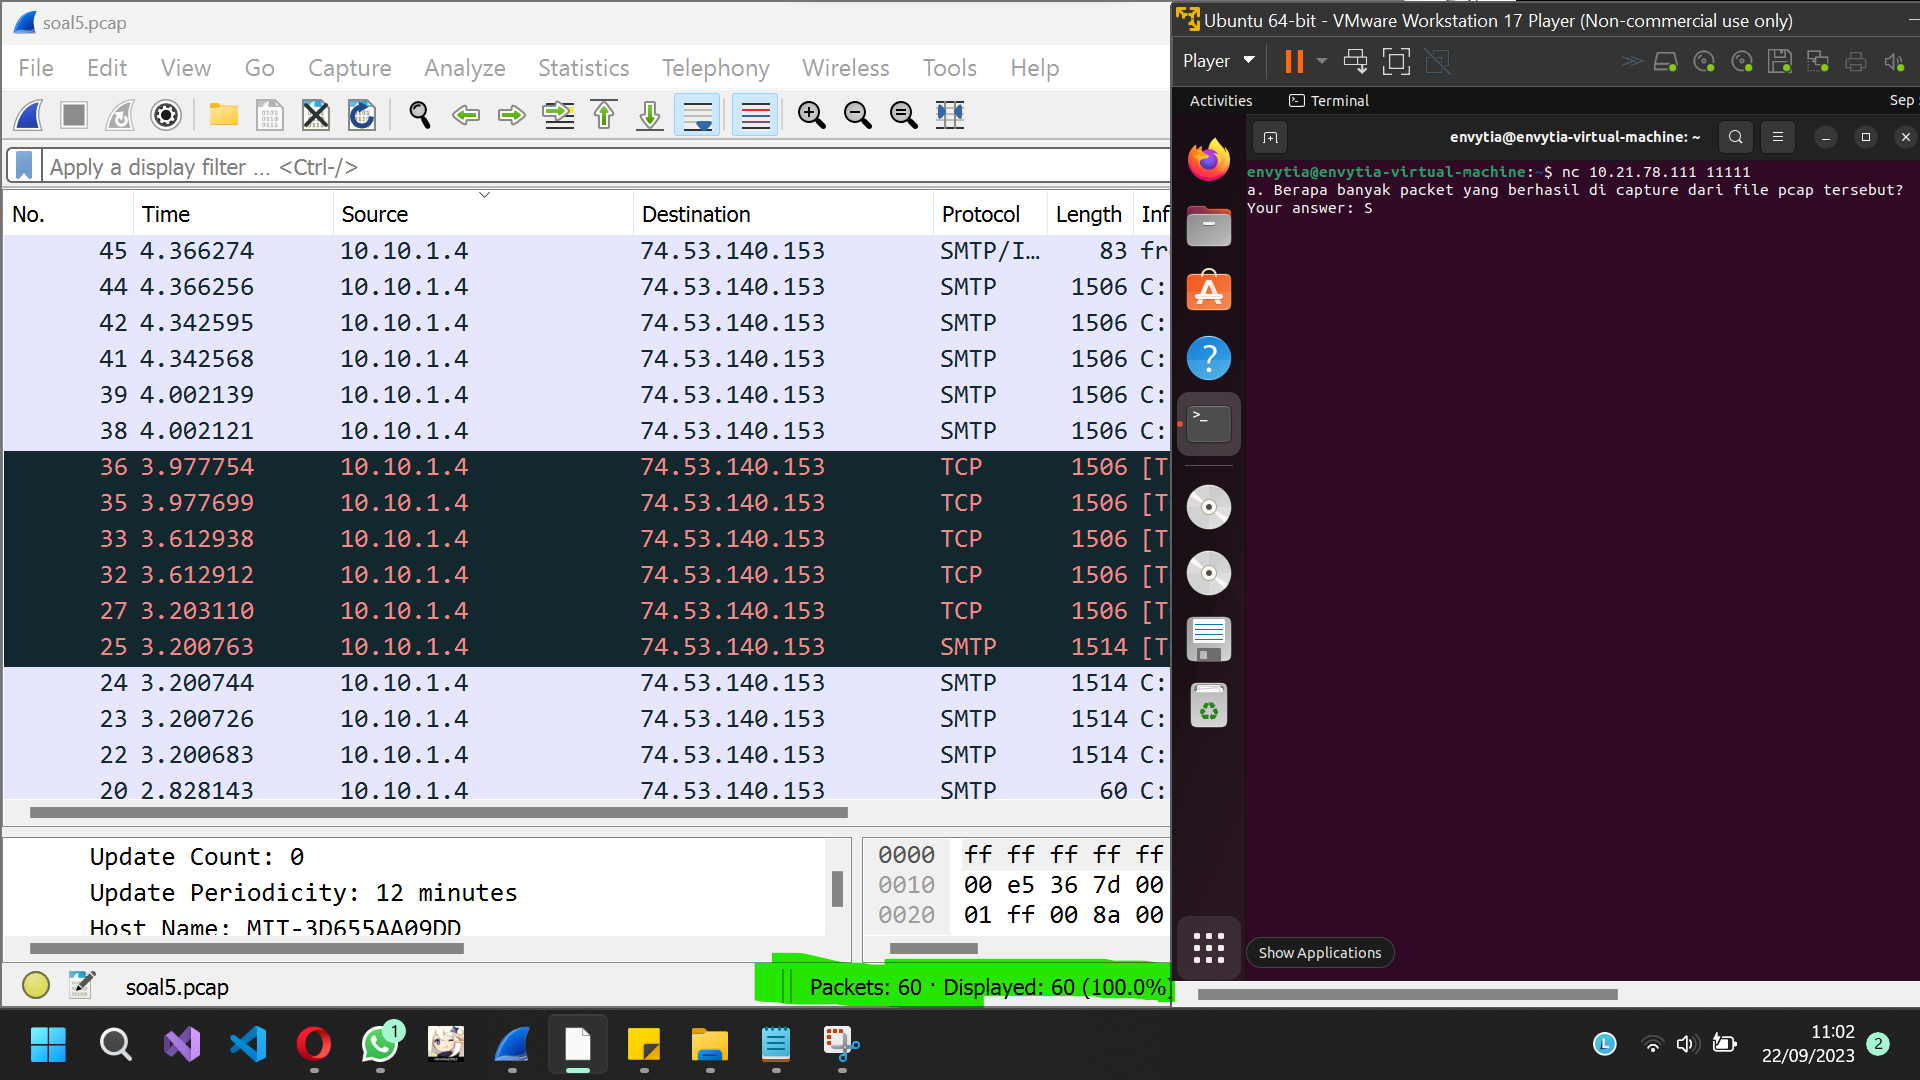 soal5.pcap
File Edit View Go Capture Analyze Statistics Telephony Wireless Tools Help
Apply a display filter … <Ctrl-/>
No. Time Source Destination Protocol Length Inf
45 4.366274 10.10.1.4 74.53.140.153 SMTP/I… 83 fr
44 4.366256 10.10.1.4 74.53.140.153 SMTP 1506 C:
42 4.342595 10.10.1.4 74.53.140.153 SMTP 1506 C:
41 4.342568 10.10.1.4 74.53.140.153 SMTP 1506 C:
39 4.002139 10.10.1.4 74.53.140.153 SMTP 1506 C:
38 4.002121 10.10.1.4 74.53.140.153 SMTP 1506 C:
36 3.977754 10.10.1.4 74.53.140.153 TCP 1506 [T
35 3.977699 10.10.1.4 74.53.140.153 TCP 1506 [T
33 3.612938 10.10.1.4 74.53.140.153 TCP 1506 [T
32 3.612912 10.10.1.4 74.53.140.153 TCP 1506 [T
27 3.203110 10.10.1.4 74.53.140.153 TCP 1506 [T
25 3.200763 10.10.1.4 74.53.140.153 SMTP 1514 [T
24 3.200744 10.10.1.4 74.53.140.153 SMTP 1514 C:
23 3.200726 10.10.1.4 74.53.140.153 SMTP 1514 C:
22 3.200683 10.10.1.4 74.53.140.153 SMTP 1514 C:
20 2.828143 10.10.1.4 74.53.140.153 SMTP 60 C:
Update Count: 0
Update Periodicity: 12 minutes
Host Name: MIT-3D655AA09DD
0000 ff ff ff ff ff
0010 00 e5 36 7d 00
0020 01 ff 00 8a 00
soal5.pcap
Packets: 60 · Displayed: 60 (100.0%)
Ubuntu 64-bit - VMware Workstation 17 Player (Non-commercial use only)
Player
Activities
Terminal
Sep
envytia@envytia-virtual-machine: ~
envytia@envytia-virtual-machine:~$ nc 10.21.78.111 11111
a. Berapa banyak packet yang berhasil di capture dari file pcap tersebut?
Your answer: S
Show Applications
1
L
11:02
22/09/2023
2